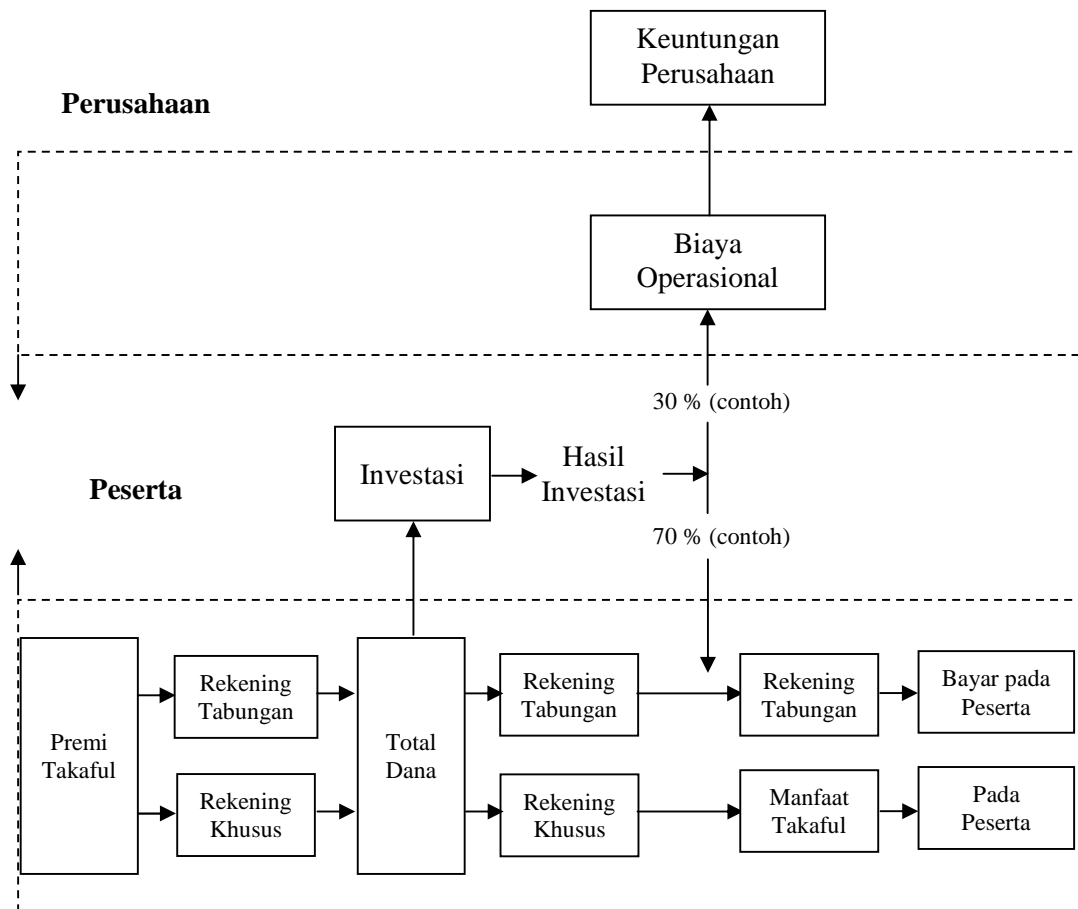 Keuntungan
Perusahaan
Perusahaan
Biaya
Operasional
30 % (contoh)
Investasi
Hasil
Investasi
Peserta
70 % (contoh)
Premi
Takaful
Rekening
Tabungan
Rekening
Khusus
Total
Dana
Rekening
Tabungan
Rekening
Khusus
Rekening
Tabungan
Manfaat
Takaful
Bayar pada
Peserta
Pada
Peserta